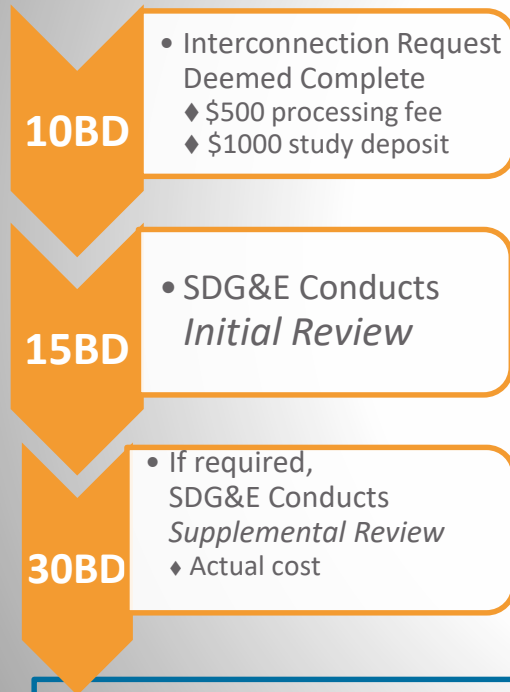 10BD
• Interconnection Request
Deemed Complete
♦ $500 processing fee
♦ $1000 study deposit
15BD
• SDG&E Conducts
Initial Review
30BD
• If required,
SDG&E Conducts
Supplemental Review
♦ Actual cost